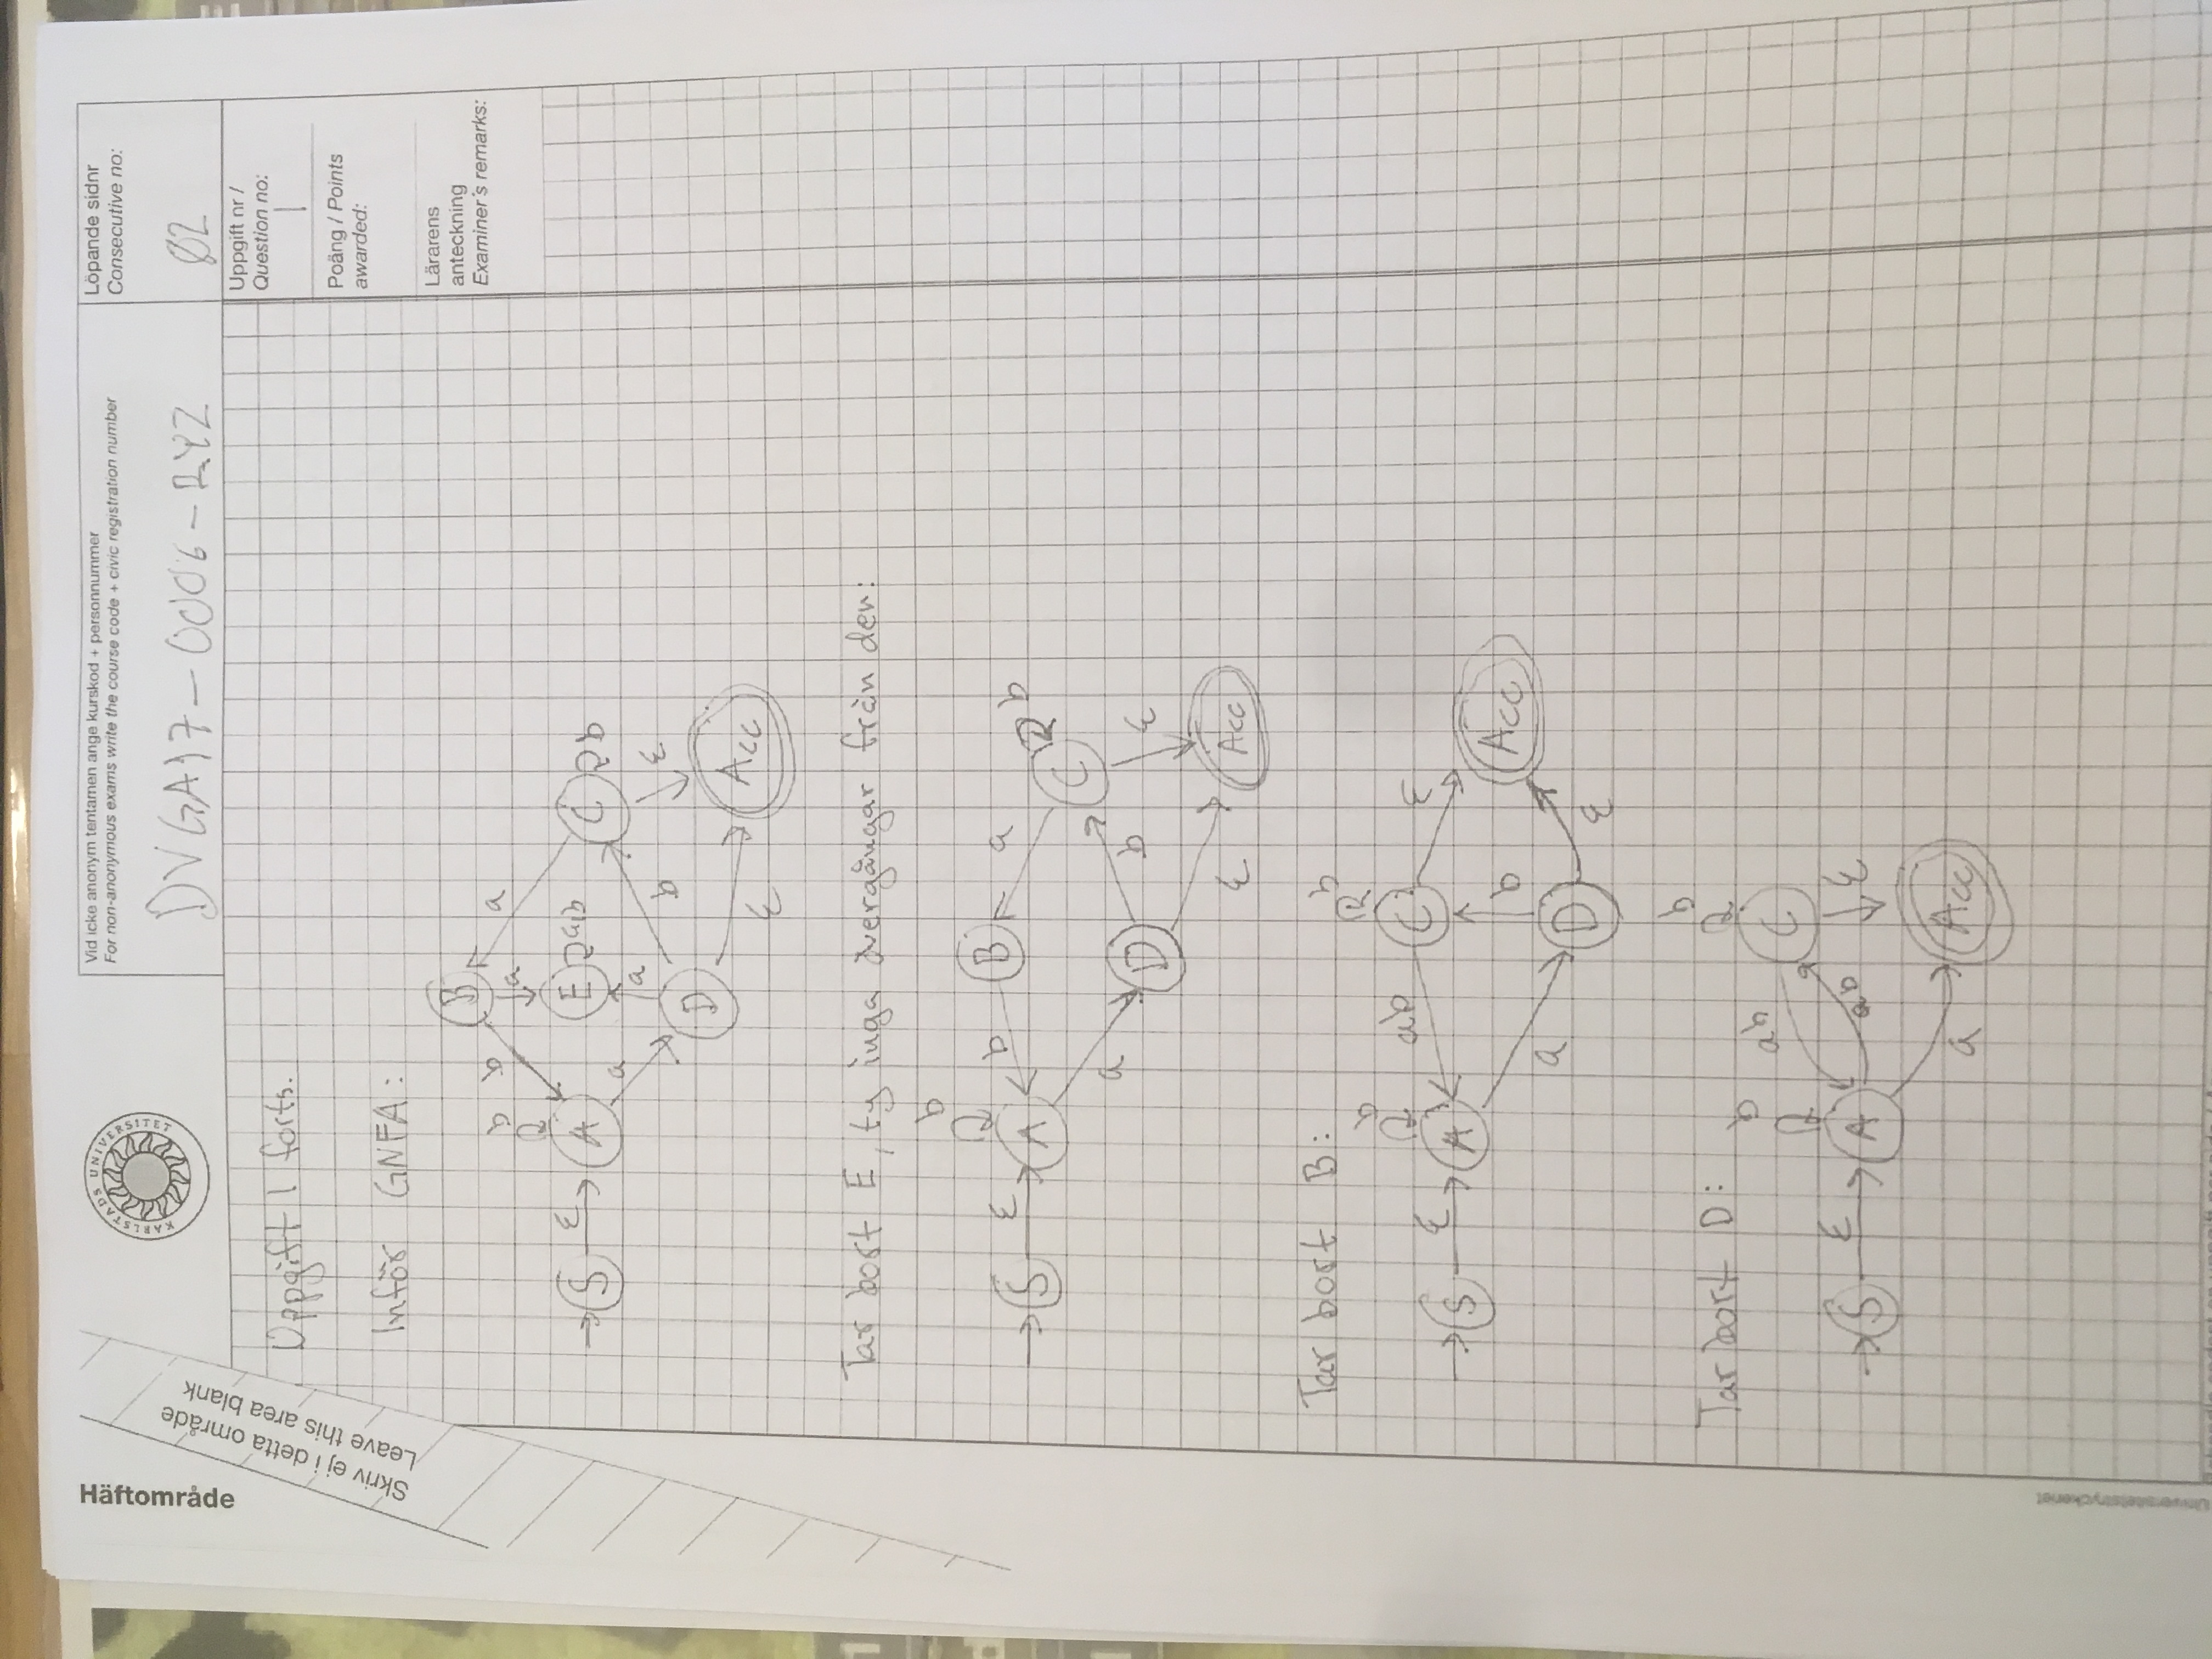 Häftområde
Skriv ej i detta område
Leave this area blank
KARLSTADS UNIVERSITET
Vid icke anonym tentamen ange kurskod + personnummer
For non-anonymous exams write the course code + civic registration number
DVGA17-0006-RYZ
Löpande sidnr
Consecutive no:
02
Uppgift nr /
Question no:
1
Poäng / Points
awarded:
Lärarens
anteckning
Examiner's remarks:
Uppgift 1 forts.
Inför GNFA:
B
b b a
a
S ε A E a,b C b
a a b ε
D
ε Acc
Tar bort E, ty inga övergångar från den:
b
S ε A b B a
C b
a D b ε
ε Acc
Tar bort B:
b b
S ε A ab C ε
Acc
a b
D ε
Tar bort D:
b b
ab C
S ε A ab ε
a Acc
Universitetstryckeriet